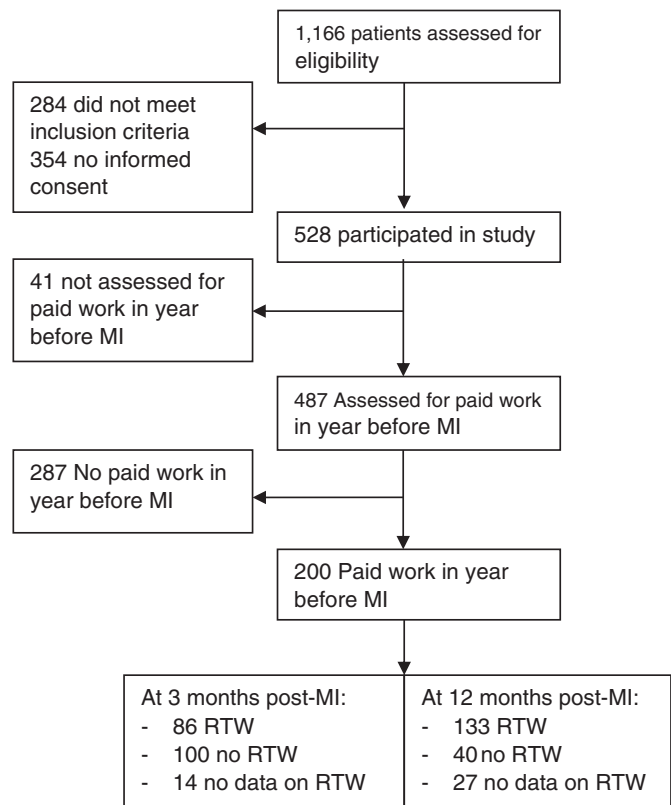 1,166 patients assessed for
eligibility
284 did not meet
inclusion criteria
354 no informed
consent
528 participated in study
41 not assessed for
paid work in year
before MI
487 Assessed for paid work
in year before MI
287 No paid work in
year before MI
200 Paid work in year
before MI
At 3 months post-MI:
- 86 RTW
- 100 no RTW
- 14 no data on RTW
At 12 months post-MI:
- 133 RTW
- 40 no RTW
- 27 no data on RTW